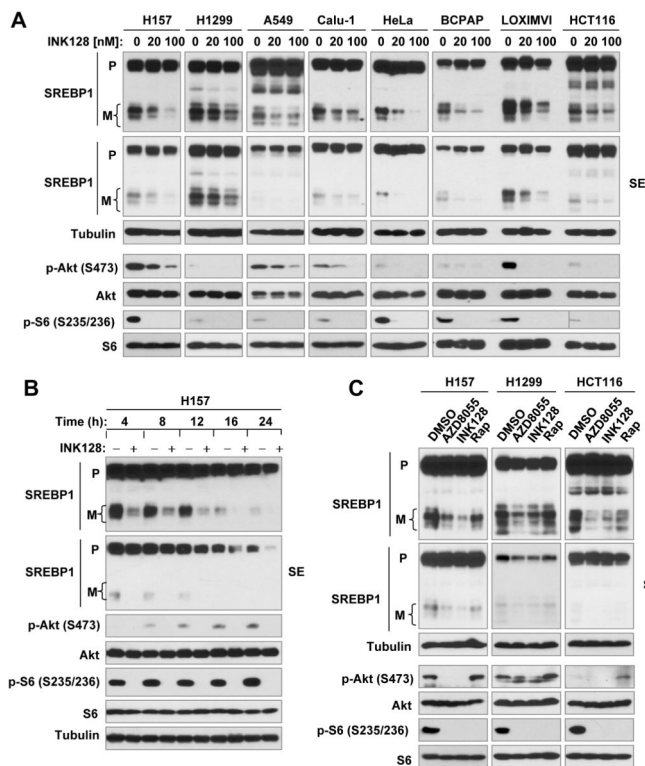 A
H157 H1299 A549 Calu-1 HeLa BCPAP LOXIMVI HCT116
INK128 [nM]: 0 20 100 0 20 100 0 20 100 0 20 100 0 20 100 0 20 100 0 20 100 0 20 100
P
SREBP1
M
P
SREBP1
M
SE
Tubulin
p-Akt (S473)
Akt
p-S6 (S235/236)
S6
B
H157
Time (h): 4 8 12 16 24
INK128: – + – + – + – + – +
P
SREBP1
M
P
SREBP1
M
SE
p-Akt (S473)
Akt
p-S6 (S235/236)
S6
Tubulin
C
H157 H1299 HCT116
DMSO AZD8055 INK128 Rap DMSO AZD8055 INK128 Rap DMSO AZD8055 INK128 Rap
P
SREBP1
M
P
SREBP1
M
Tubulin
p-Akt (S473)
Akt
p-S6 (S235/236)
S6